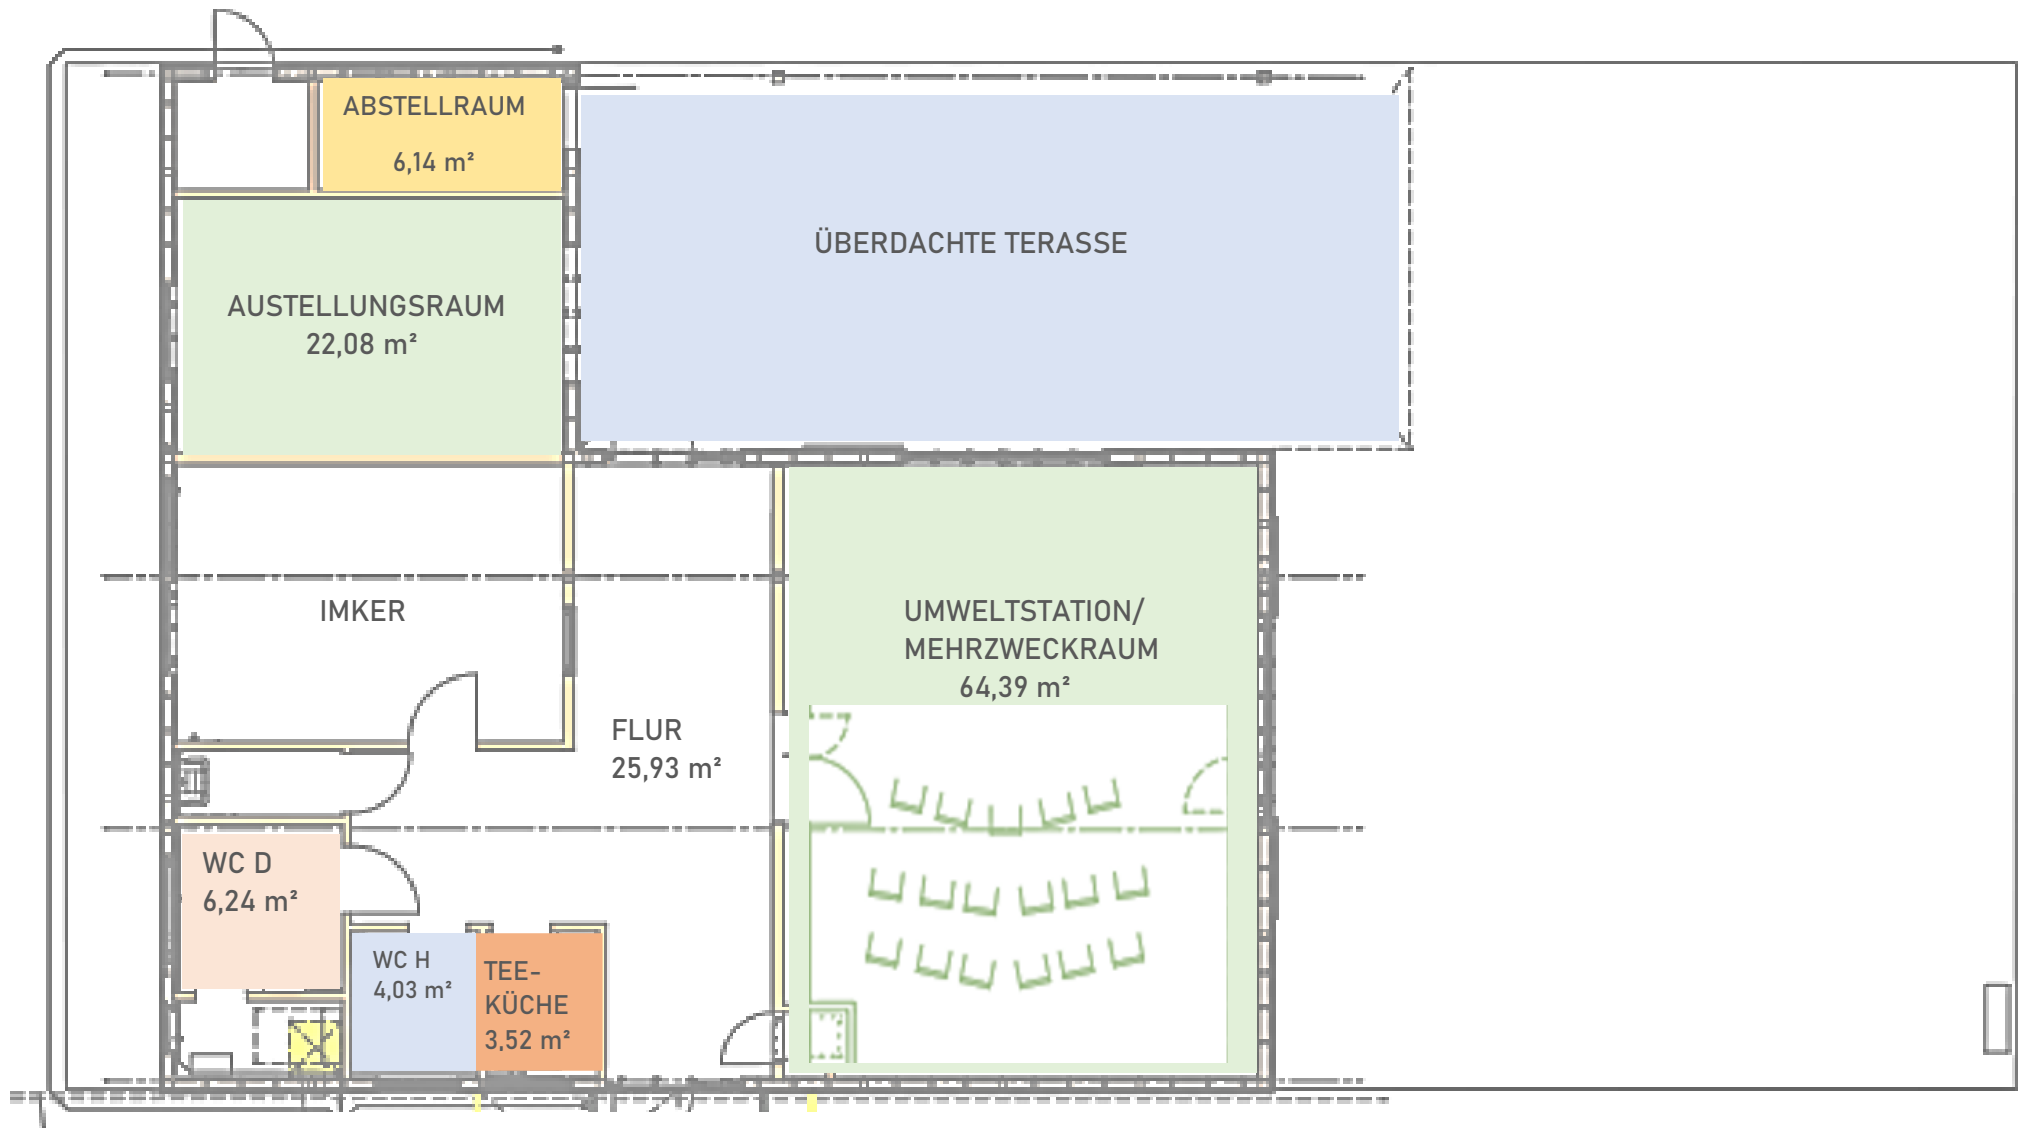 ABSTELLRAUM
6,14 m²
ÜBERDACHTE TERASSE
AUSTELLUNGSRAUM
22,08 m²
IMKER
UMWELTSTATION/
MEHRZWECKRAUM
64,39 m²
FLUR
25,93 m²
WC D
6,24 m²
WC H
4,03 m²
TEE-
KÜCHE
3,52 m²